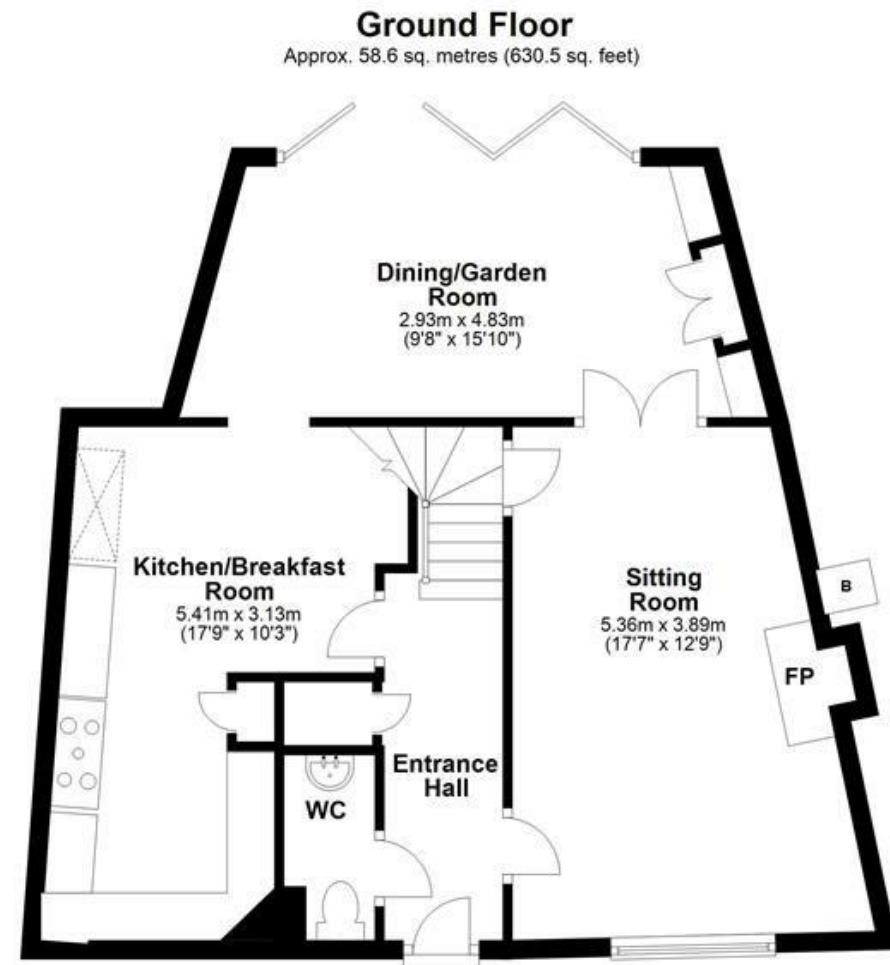 Ground Floor
Approx. 58.6 sq. metres (630.5 sq. feet)
Dining/Garden
Room
2.93m x 4.83m
(9'8" x 15'10")
Kitchen/Breakfast
Room
5.41m x 3.13m
(17'9" x 10'3")
Sitting
Room
5.36m x 3.89m
(17'7" x 12'9")
B
FP
Entrance
Hall
WC